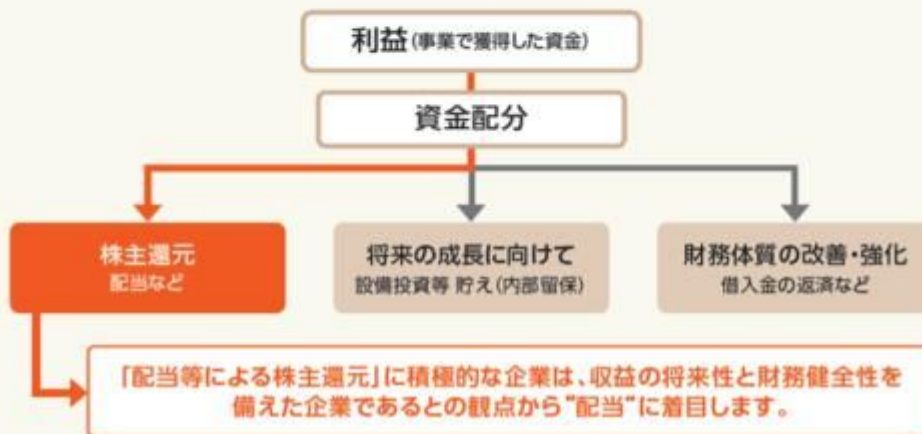 利益(事業で獲得した資金)
資金配分
株主還元
配当など
将来の成長に向けて
設備投資等 貯え(内部留保)
財務体質の改善・強化
借入金の返済など
「配当等による株主還元」に積極的な企業は、収益の将来性と財務健全性を
備えた企業であるとの観点から"配当"に着目します。